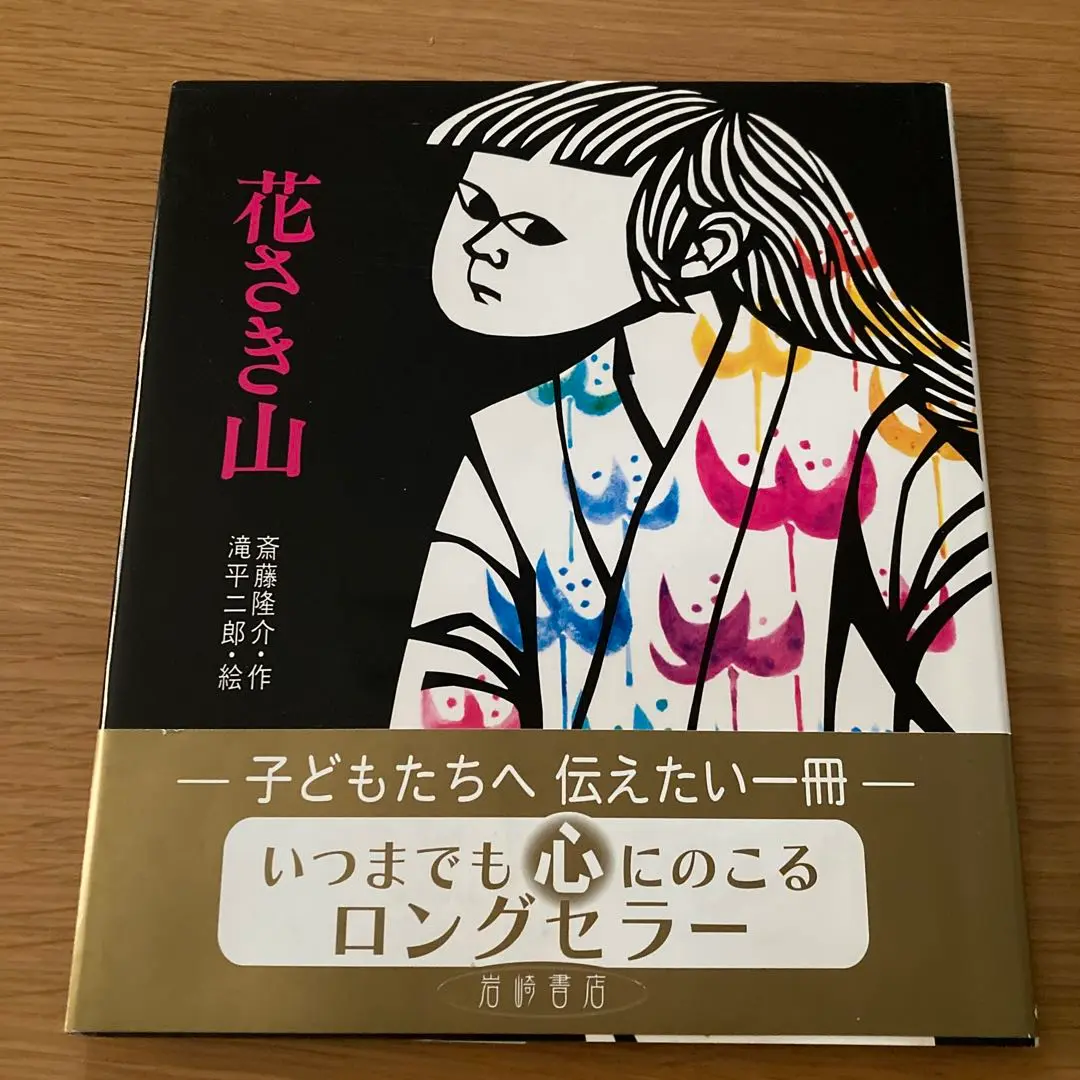 花さき山
斎藤隆介・作
滝平二郎・絵
― 子どもたちへ 伝えたい一冊 ―
いつまでも心にのこる
ロングセラー
岩崎書店